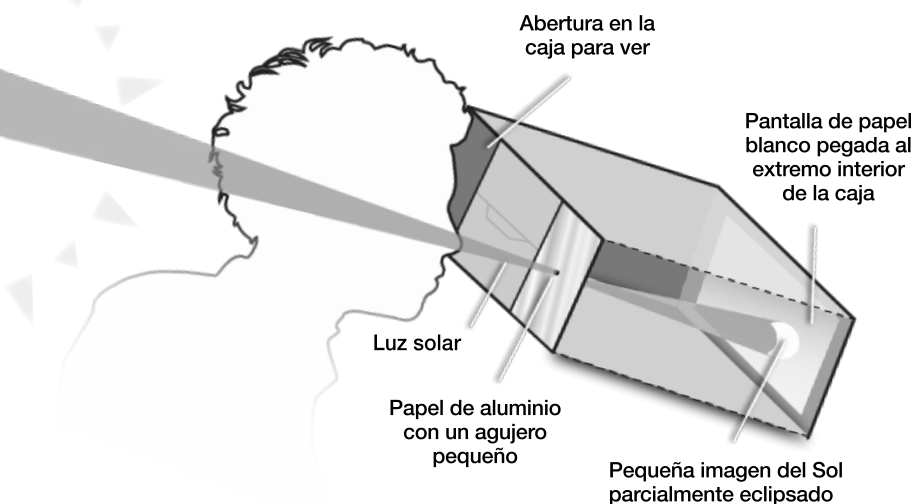 Abertura en la
caja para ver
Pantalla de papel
blanco pegada al
extremo interior
de la caja
Luz solar
Papel de aluminio
con un agujero
pequeño
Pequeña imagen del Sol
parcialmente eclipsado